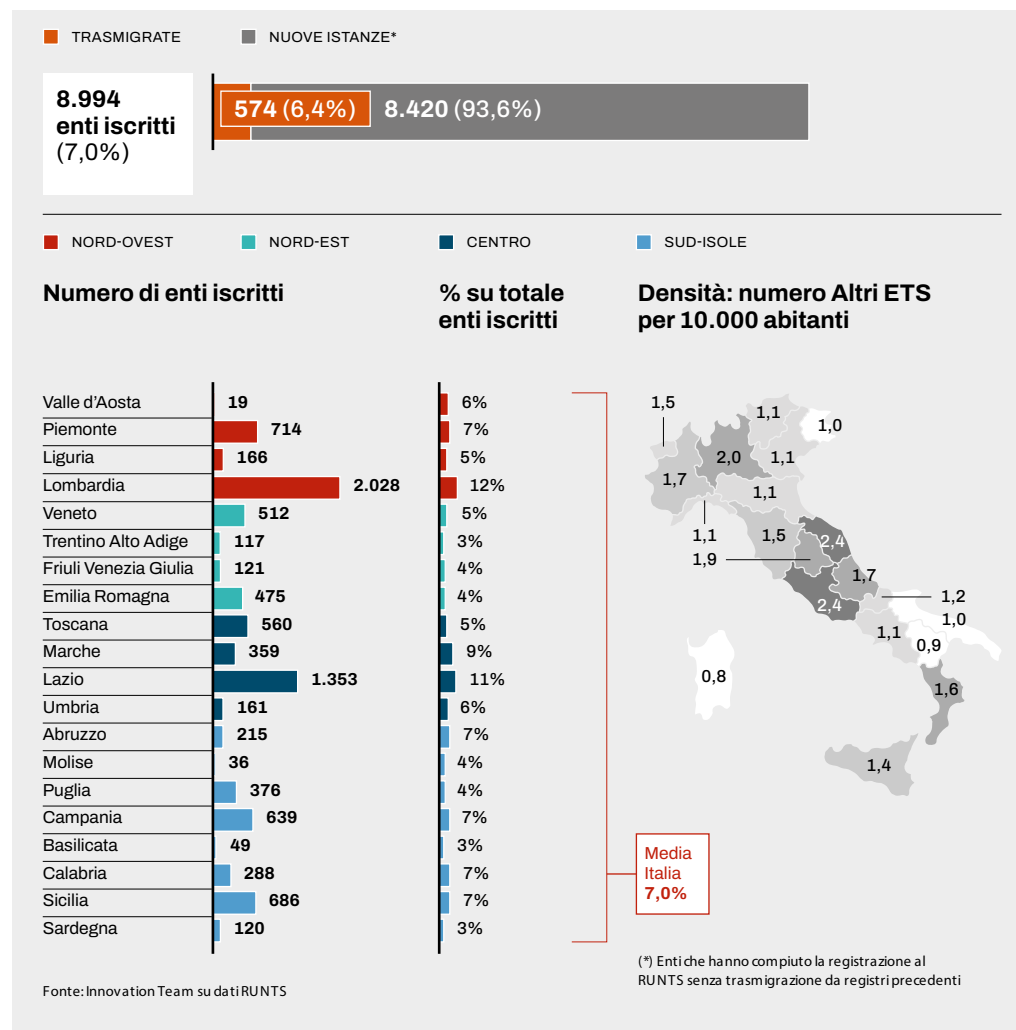 TRASMIGRATE
NUOVE ISTANZE*
8.994
enti iscritti
(7,0%)
574 (6,4%)
8.420 (93,6%)
NORD-OVEST
NORD-EST
CENTRO
SUD-ISOLE
Numero di enti iscritti
% su totale
enti iscritti
Densità: numero Altri ETS
per 10.000 abitanti
Valle d'Aosta 19 6%
Piemonte 714 7%
Liguria 166 5%
Lombardia 2.028 12%
Veneto 512 5%
Trentino Alto Adige 117 3%
Friuli Venezia Giulia 121 4%
Emilia Romagna 475 4%
Toscana 560 5%
Marche 359 9%
Lazio 1.353 11%
Umbria 161 6%
Abruzzo 215 7%
Molise 36 4%
Puglia 376 4%
Campania 639 7%
Basilicata 49 3%
Calabria 288 7%
Sicilia 686 7%
Sardegna 120 3%
1,5
1,1
1,0
2,0
1,1
1,7
1,1
1,1
1,5
2,4
1,9
1,7
2,4
1,2
1,0
1,1
0,9
0,8
1,6
1,4
Media
Italia
7,0%
(*) Enti che hanno compiuto la registrazione al
RUNTS senza trasmigrazione da registri precedenti
Fonte: Innovation Team su dati RUNTS